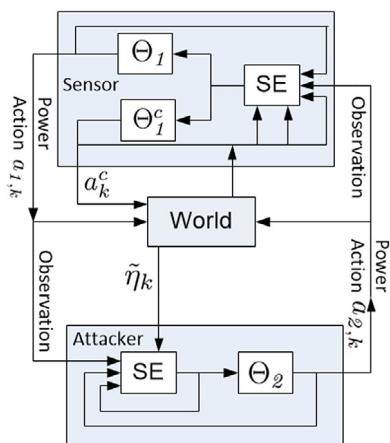 Sensor
Θ₁
SE
Θ₁ᶜ
Power
Action a₁,ₖ
aₖᶜ
World
Observation
Observation
η̃ₖ
Power
Action a₂,ₖ
Attacker
SE
Θ₂